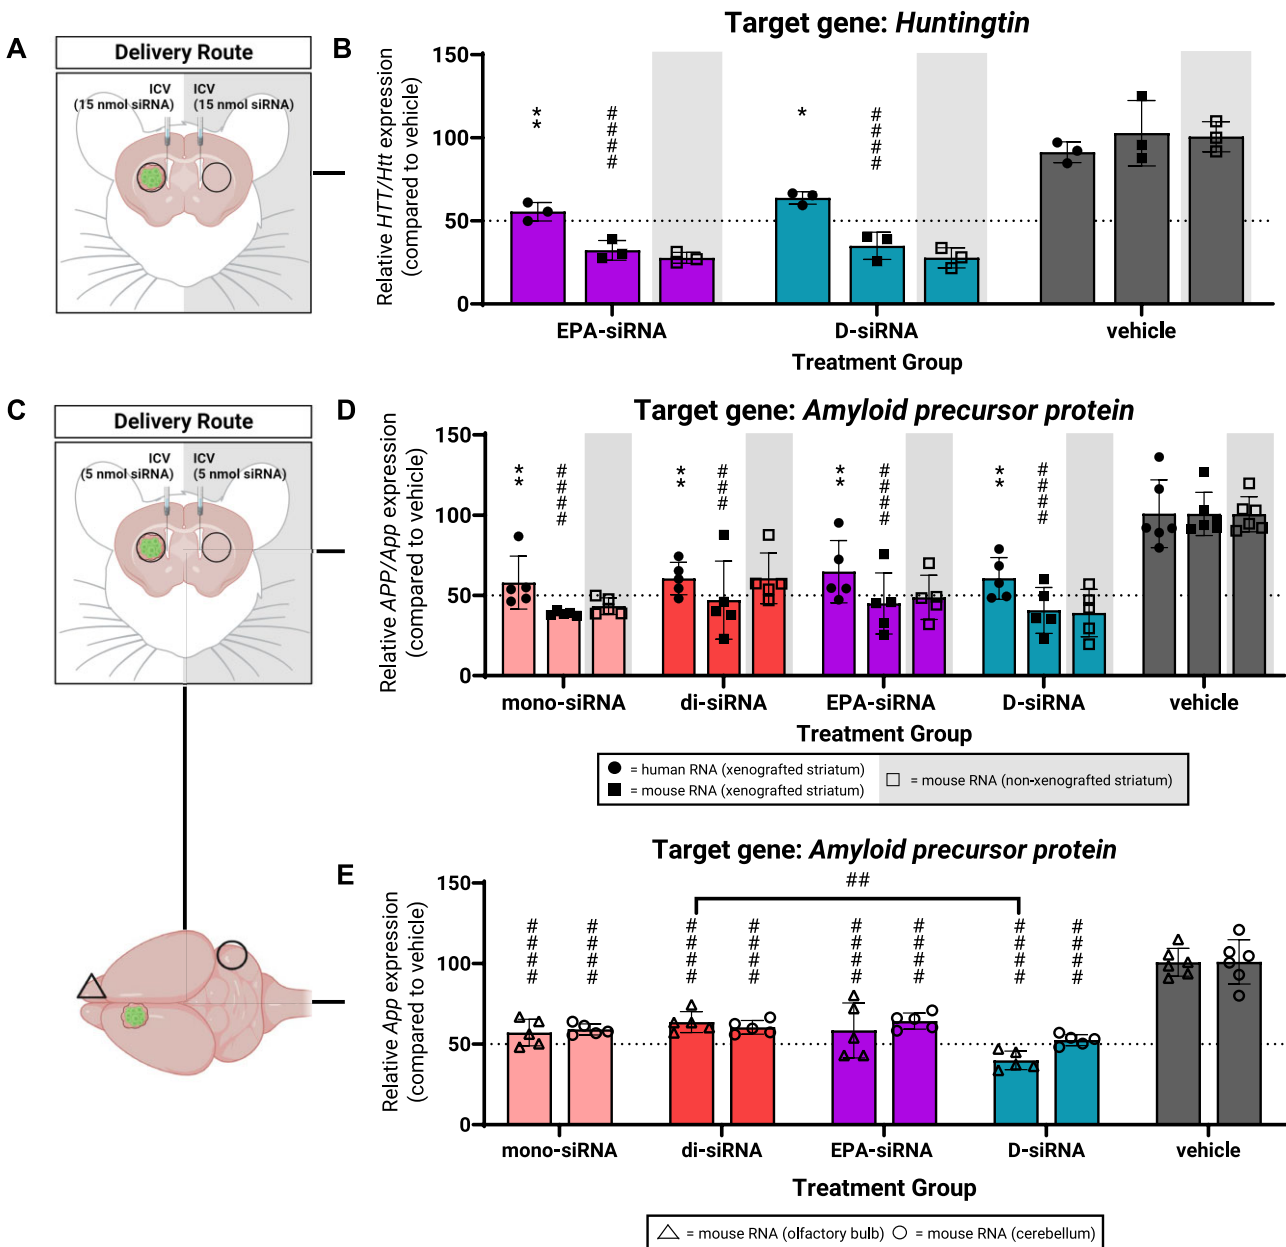 A
Delivery Route
ICV
(15 nmol siRNA)
ICV
(15 nmol siRNA)
B
Target gene: Huntingtin
Relative HTT/Htt expression
(compared to vehicle)
150
100
50
0
**
####
*
####
EPA-siRNA
D-siRNA
vehicle
Treatment Group
C
Delivery Route
ICV
(5 nmol siRNA)
ICV
(5 nmol siRNA)
D
Target gene: Amyloid precursor protein
Relative APP/App expression
(compared to vehicle)
150
100
50
0
**
####
**
###
**
####
**
####
mono-siRNA
di-siRNA
EPA-siRNA
D-siRNA
vehicle
Treatment Group
= human RNA (xenografted striatum)
= mouse RNA (xenografted striatum)
= mouse RNA (non-xenografted striatum)
E
Target gene: Amyloid precursor protein
Relative App expression
(compared to vehicle)
150
100
50
0
##
####
####
####
####
####
####
####
####
mono-siRNA
di-siRNA
EPA-siRNA
D-siRNA
vehicle
Treatment Group
= mouse RNA (olfactory bulb)
= mouse RNA (cerebellum)